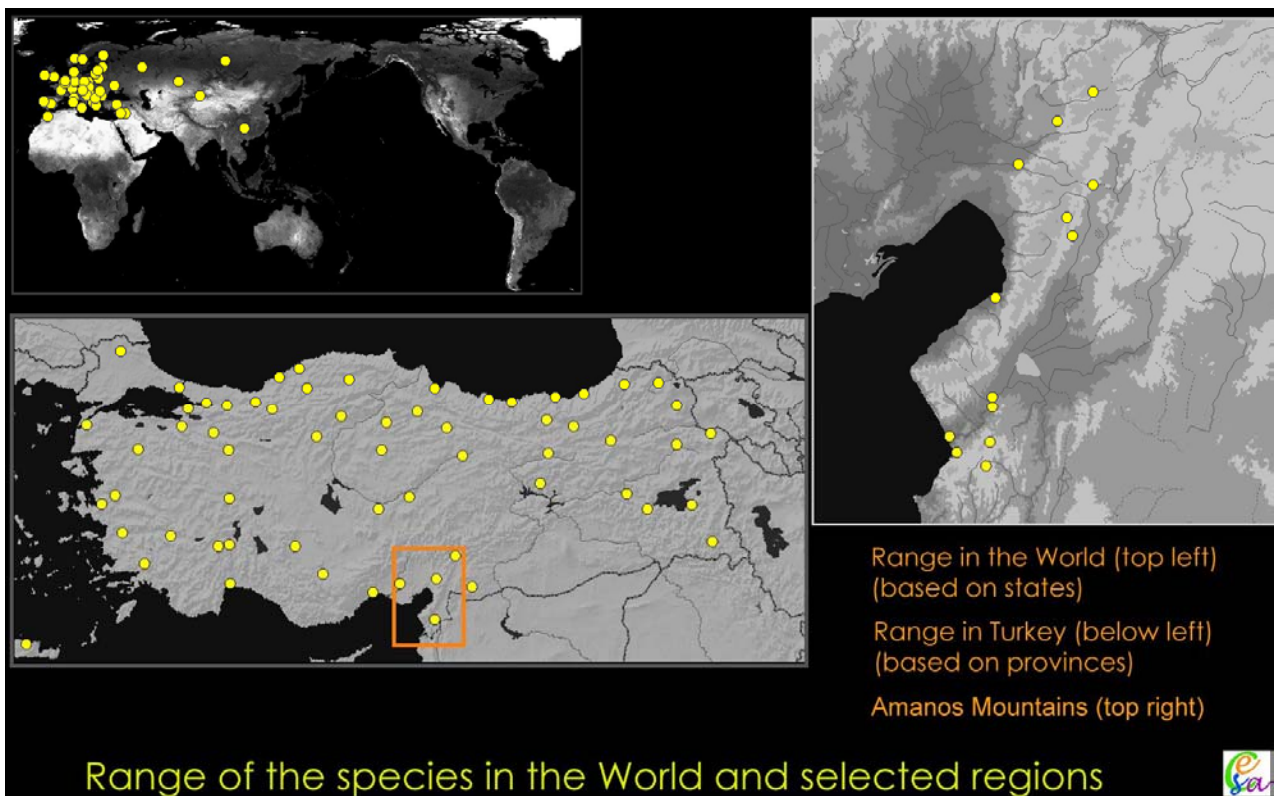 Range in the World (top left)
(based on states)
Range in Turkey (below left)
(based on provinces)
Amanos Mountains (top right)
Range of the species in the World and selected regions